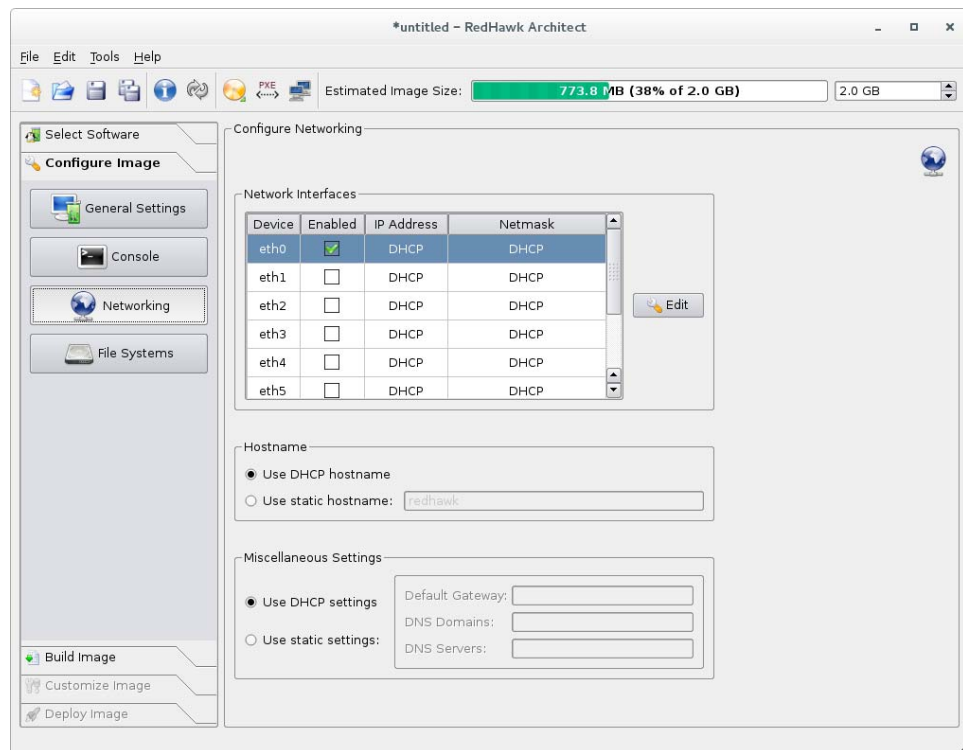 *untitled – RedHawk Architect
File Edit Tools Help
PXE Estimated Image Size: 773.8 MB (38% of 2.0 GB) 2.0 GB
Select Software
Configure Image
General Settings
Console
Networking
File Systems
Build Image
Customize Image
Deploy Image
Configure Networking
Network Interfaces
Device Enabled IP Address Netmask
eth0 DHCP DHCP
eth1 DHCP DHCP
eth2 DHCP DHCP
eth3 DHCP DHCP
eth4 DHCP DHCP
eth5 DHCP DHCP
Edit
Hostname
Use DHCP hostname
Use static hostname: redhawk
Miscellaneous Settings
Use DHCP settings
Use static settings:
Default Gateway:
DNS Domains:
DNS Servers: